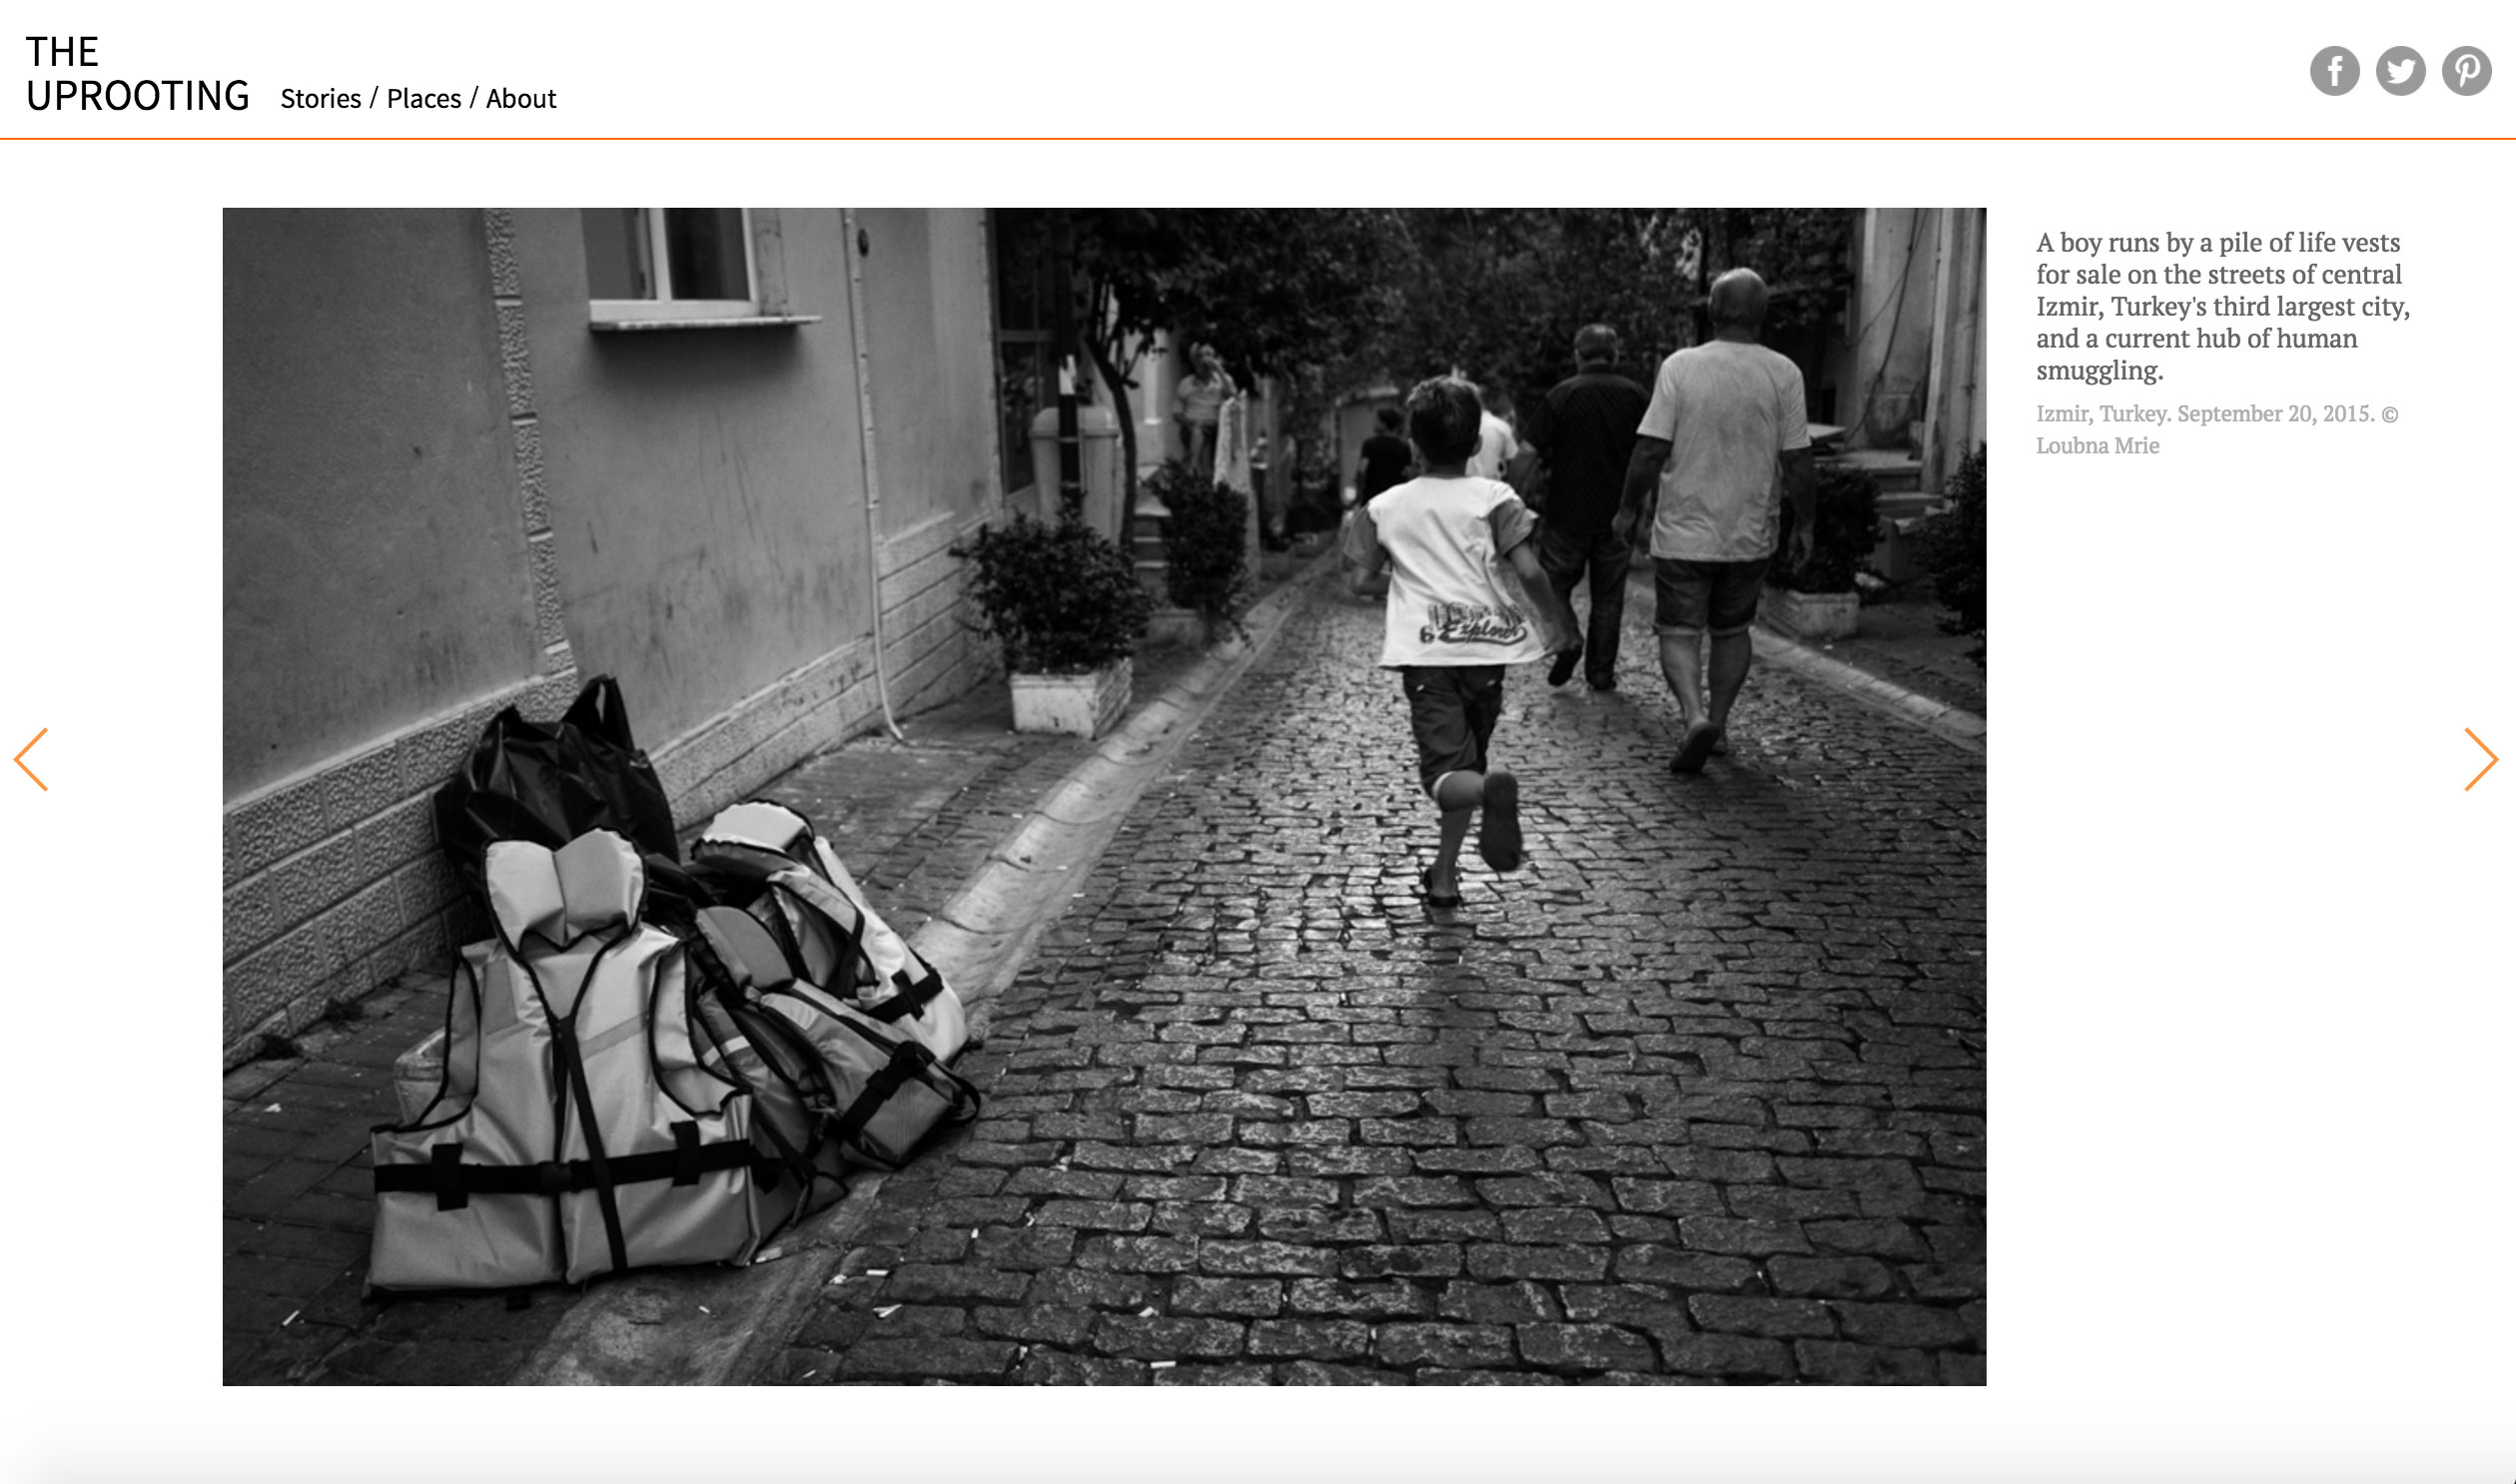 THE
UPROOTING
Stories / Places / About
A boy runs by a pile of life vests
for sale on the streets of central
Izmir, Turkey's third largest city,
and a current hub of human
smuggling.
Izmir, Turkey. September 20, 2015. ©
Loubna Mrie
6 Explorer